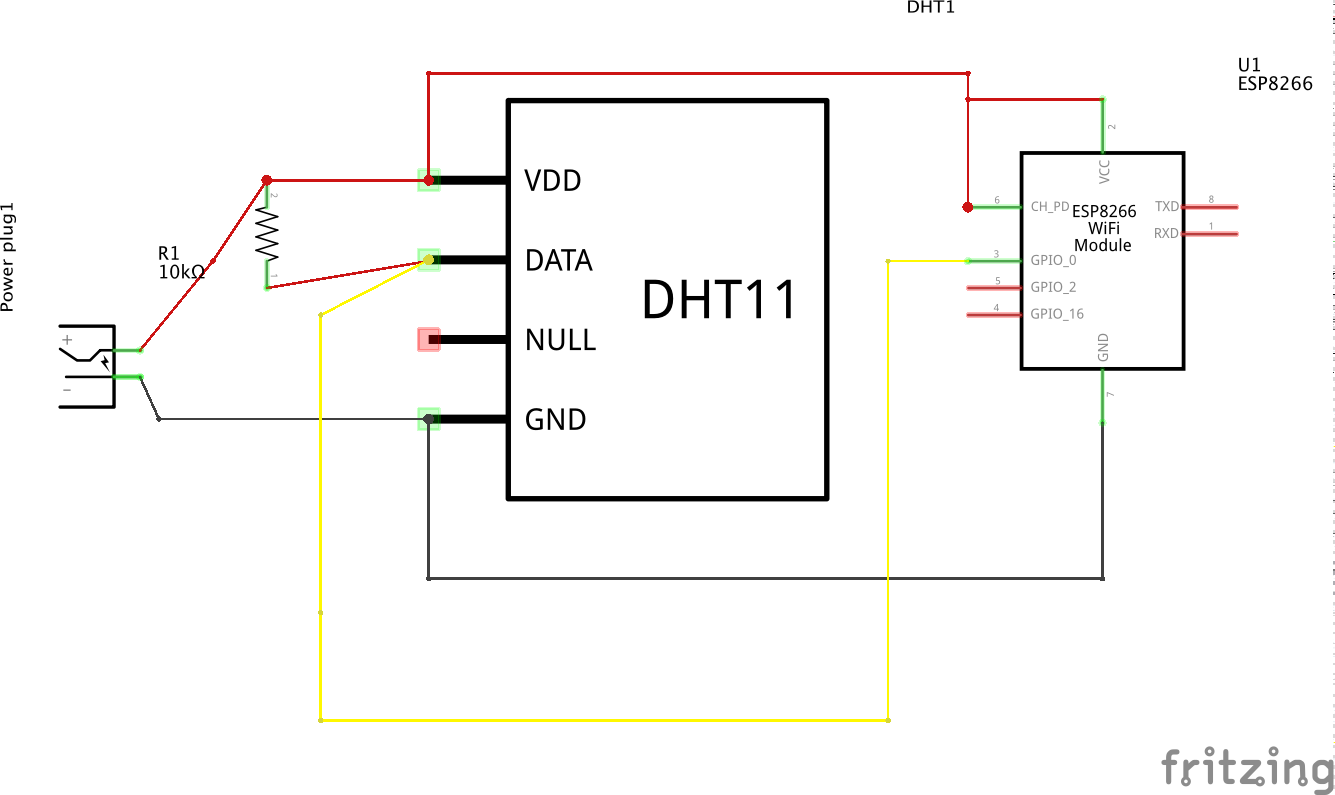 DHT1
U1
ESP8266
Power plug1
R1
10kΩ
+
−
2
1
VDD
DATA
NULL
GND
DHT11
2
VCC
6
CH_PD
ESP8266
WiFi
Module
TXD
8
RXD
1
3
GPIO_0
5
GPIO_2
4
GPIO_16
GND
7
fritzing